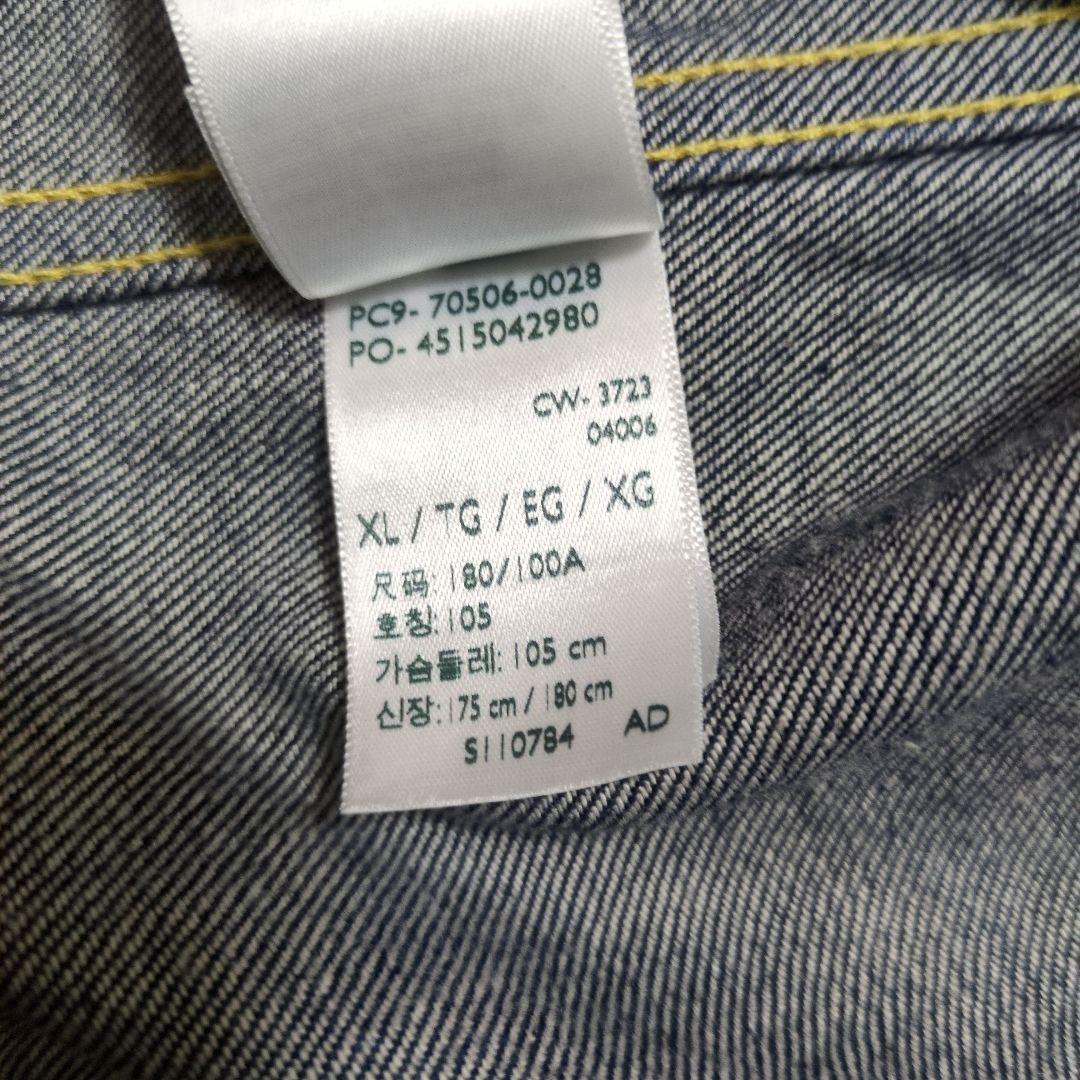 PC9- 70506-0028
PO- 4515042980
CW- 3723
04006
XL / TG / EG / XG
尺码: 180/100A
호칭: 105
가슴둘레: 105 cm
신장: 175 cm / 180 cm
S110784 AD